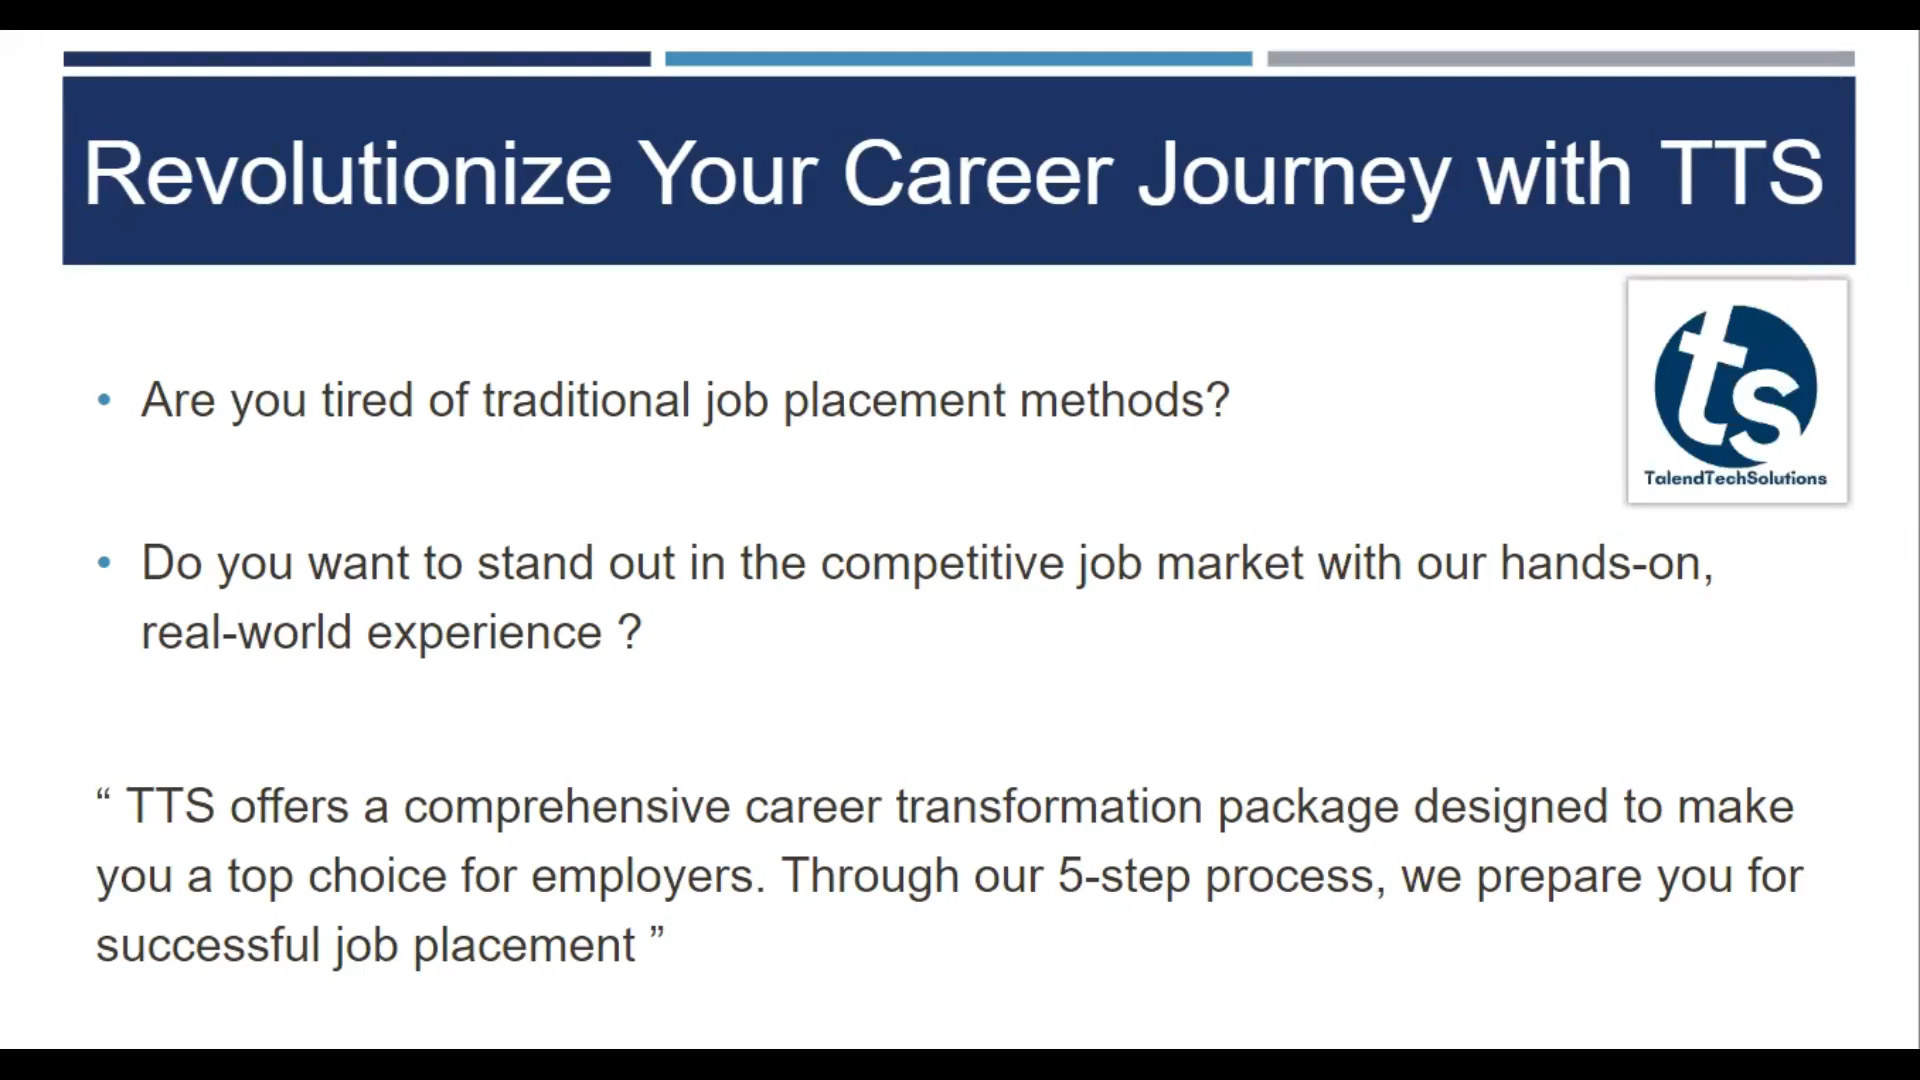 Revolutionize Your Career Journey with TTS
ts
TalendTechSolutions
• Are you tired of traditional job placement methods?
• Do you want to stand out in the competitive job market with our hands-on,
real-world experience ?
“ TTS offers a comprehensive career transformation package designed to make
you a top choice for employers. Through our 5-step process, we prepare you for
successful job placement ”